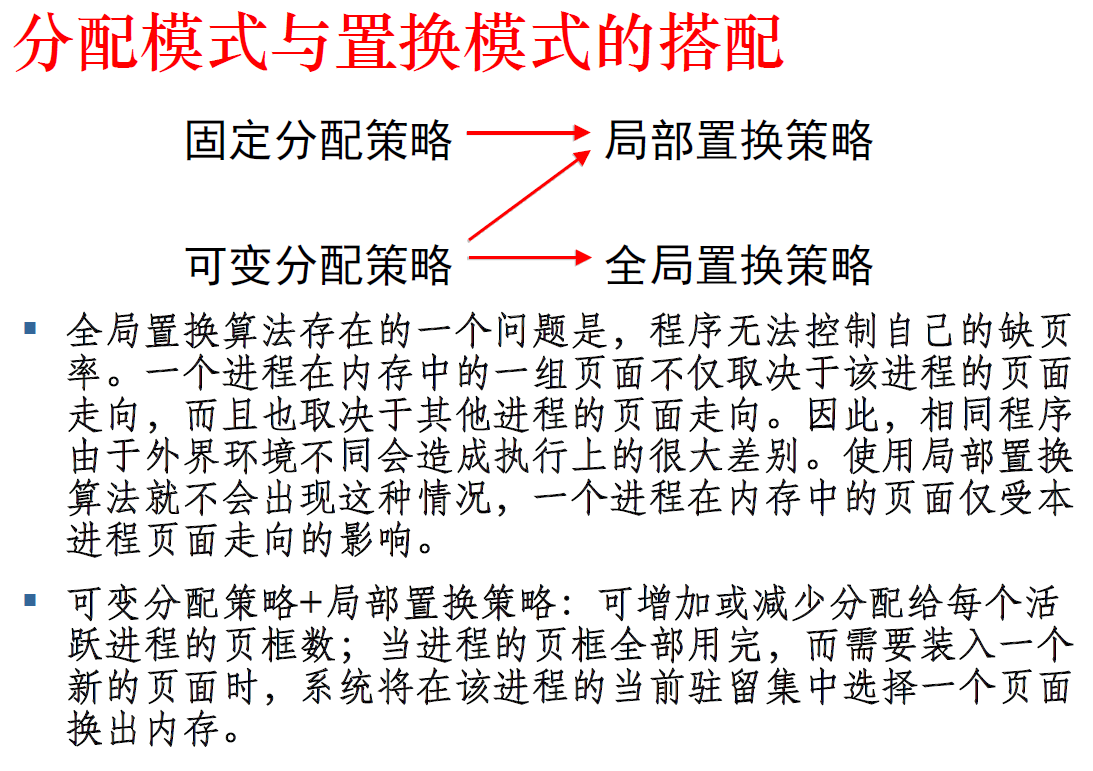 分配模式与置换模式的搭配
固定分配策略 局部置换策略
可变分配策略 全局置换策略
▪ 全局置换算法存在的一个问题是，程序无法控制自己的缺页
率。一个进程在内存中的一组页面不仅取决于该进程的页面
走向，而且也取决于其他进程的页面走向。因此，相同程序
由于外界环境不同会造成执行上的很大差别。使用局部置换
算法就不会出现这种情况，一个进程在内存中的页面仅受本
进程页面走向的影响。
▪ 可变分配策略+局部置换策略：可增加或减少分配给每个活
跃进程的页框数；当进程的页框全部用完，而需要装入一个
新的页面时，系统将在该进程的当前驻留集中选择一个页面
换出内存。